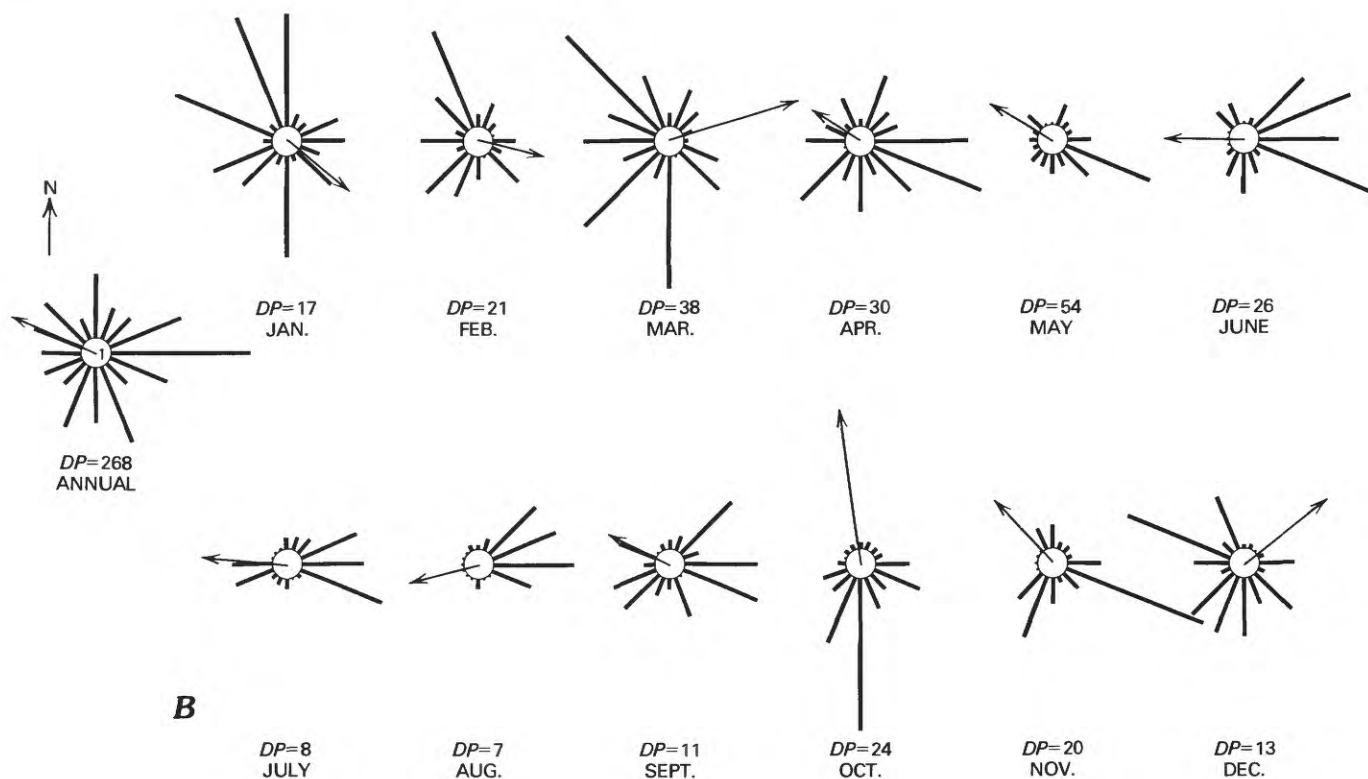 N
DP=17
JAN.
DP=21
FEB.
DP=38
MAR.
DP=30
APR.
DP=54
MAY
DP=26
JUNE
1
DP=268
ANNUAL
B
DP=8
JULY
DP=7
AUG.
DP=11
SEPT.
DP=24
OCT.
DP=20
NOV.
DP=13
DEC.